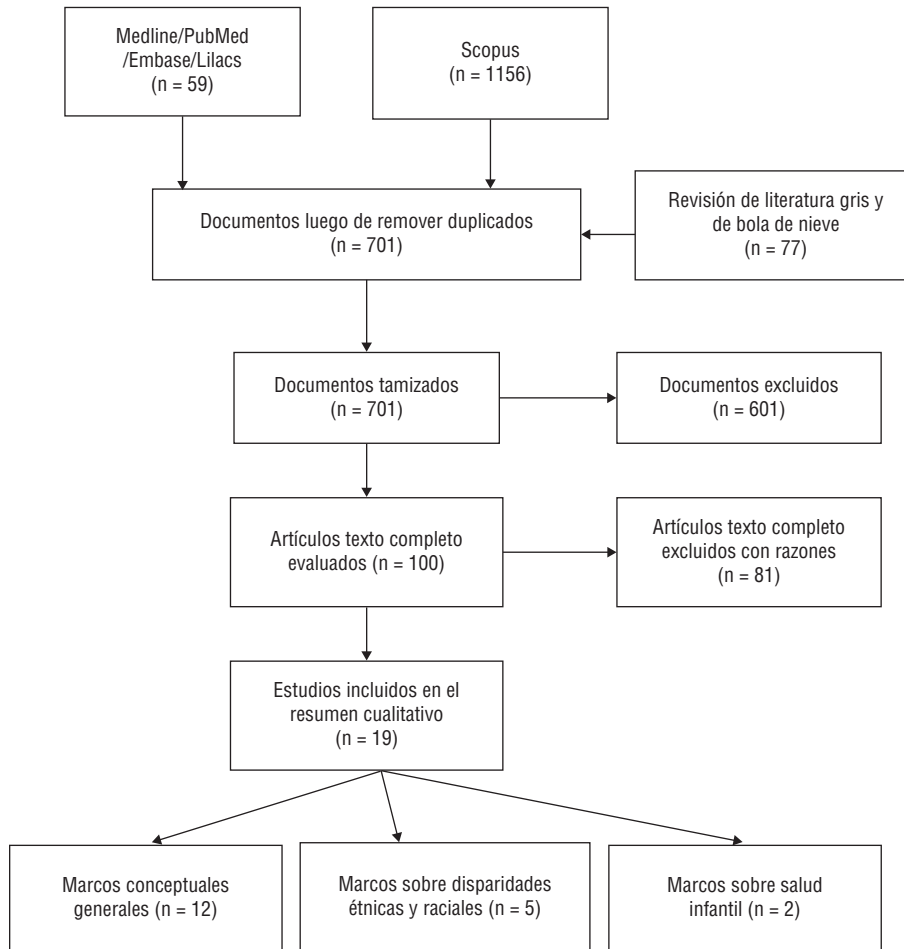 Medline/PubMed
/Embase/Lilacs
(n = 59)
Scopus
(n = 1156)
Documentos luego de remover duplicados
(n = 701)
Revisión de literatura gris y
de bola de nieve
(n = 77)
Documentos tamizados
(n = 701)
Documentos excluidos
(n = 601)
Artículos texto completo
evaluados (n = 100)
Artículos texto completo
excluidos con razones
(n = 81)
Estudios incluidos en el
resumen cualitativo
(n = 19)
Marcos conceptuales
generales (n = 12)
Marcos sobre disparidades
étnicas y raciales (n = 5)
Marcos sobre salud
infantil (n = 2)